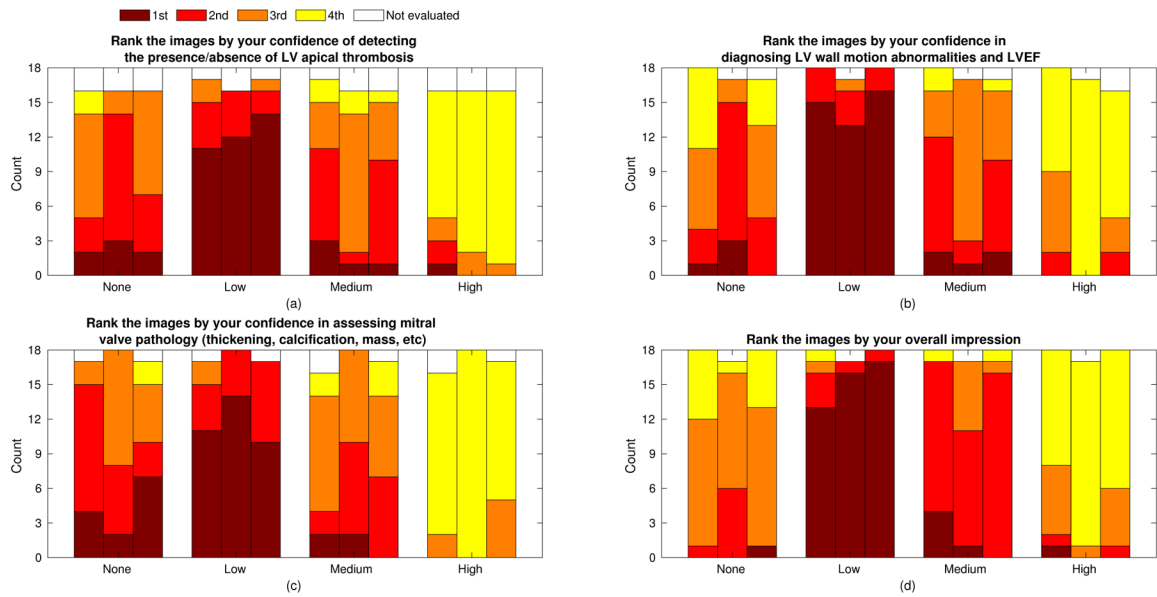 1st 2nd 3rd 4th Not evaluated
Rank the images by your confidence of detecting
the presence/absence of LV apical thrombosis
18
15
12
9
6
3
0
Count
None Low Medium High
(a)
Rank the images by your confidence in
diagnosing LV wall motion abnormalities and LVEF
18
15
12
9
6
3
0
Count
None Low Medium High
(b)
Rank the images by your confidence in assessing mitral
valve pathology (thickening, calcification, mass, etc)
18
15
12
9
6
3
0
Count
None Low Medium High
(c)
Rank the images by your overall impression
18
15
12
9
6
3
0
Count
None Low Medium High
(d)